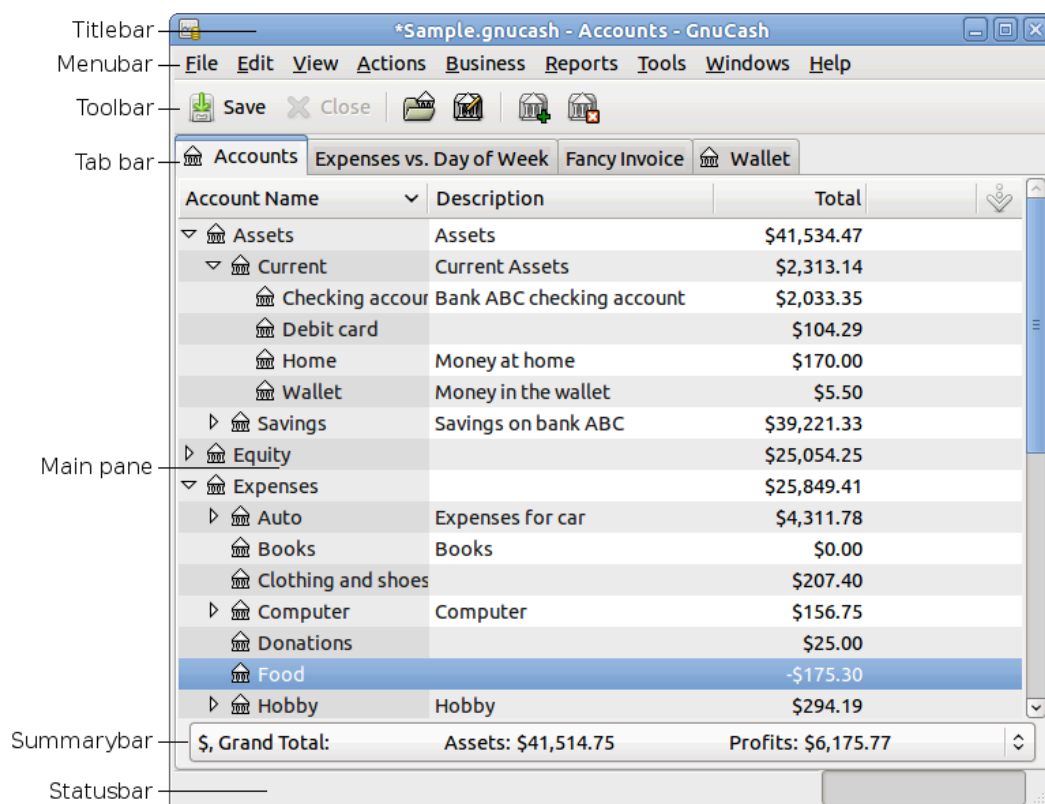 Titlebar
*Sample.gnucash - Accounts - GnuCash
Menubar
File Edit View Actions Business Reports Tools Windows Help
Toolbar
Save Close
Tab bar
Accounts Expenses vs. Day of Week Fancy Invoice Wallet
Account Name Description Total
Assets Assets $41,534.47
Current Current Assets $2,313.14
Checking accour Bank ABC checking account $2,033.35
Debit card $104.29
Home Money at home $170.00
Wallet Money in the wallet $5.50
Savings Savings on bank ABC $39,221.33
Equity $25,054.25
Main pane
Expenses $25,849.41
Auto Expenses for car $4,311.78
Books Books $0.00
Clothing and shoes $207.40
Computer Computer $156.75
Donations $25.00
Food -$175.30
Hobby Hobby $294.19
Summarybar
$, Grand Total: Assets: $41,514.75 Profits: $6,175.77
Statusbar